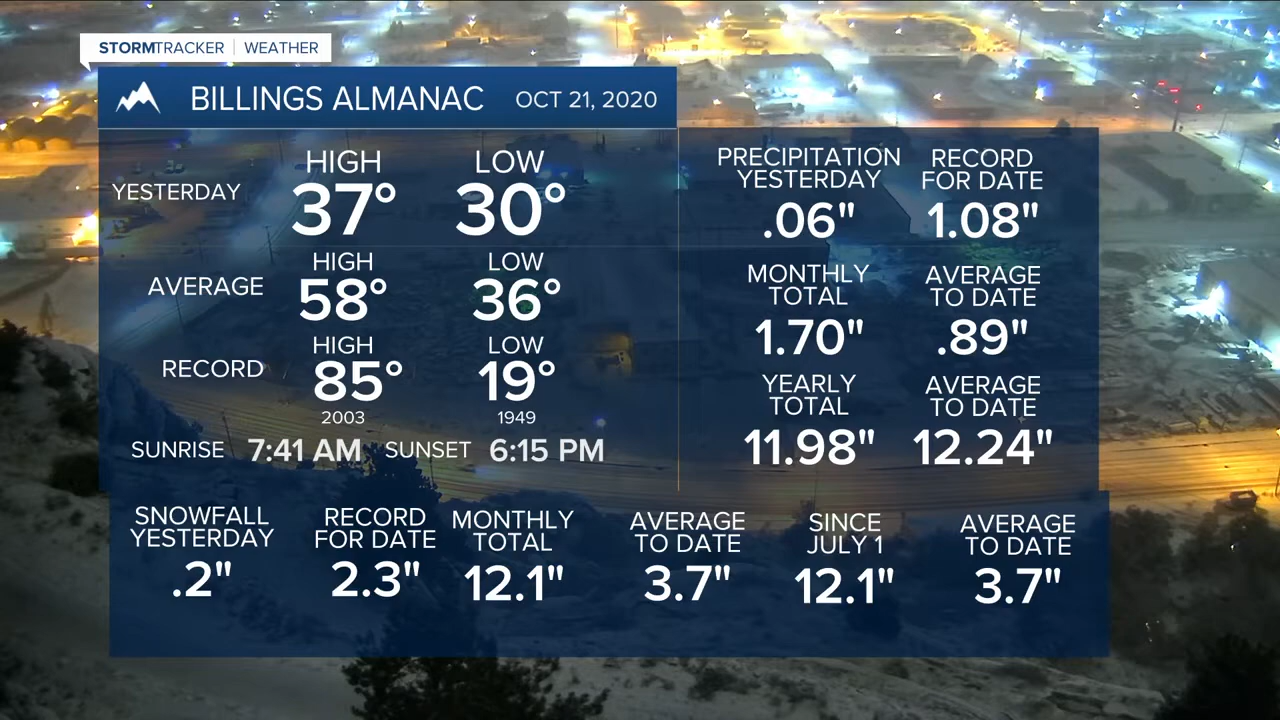 STORMTRACKER | WEATHER
BILLINGS ALMANAC OCT 21, 2020
HIGH LOW
YESTERDAY 37° 30°
HIGH LOW
AVERAGE 58° 36°
HIGH LOW
RECORD 85° 19°
2003 1949
SUNRISE 7:41 AM SUNSET 6:15 PM
PRECIPITATION
YESTERDAY
.06"
RECORD
FOR DATE
1.08"
MONTHLY
TOTAL
1.70"
AVERAGE
TO DATE
.89"
YEARLY
TOTAL
11.98"
AVERAGE
TO DATE
12.24"
SNOWFALL
YESTERDAY
.2"
RECORD
FOR DATE
2.3"
MONTHLY
TOTAL
12.1"
AVERAGE
TO DATE
3.7"
SINCE
JULY 1
12.1"
AVERAGE
TO DATE
3.7"